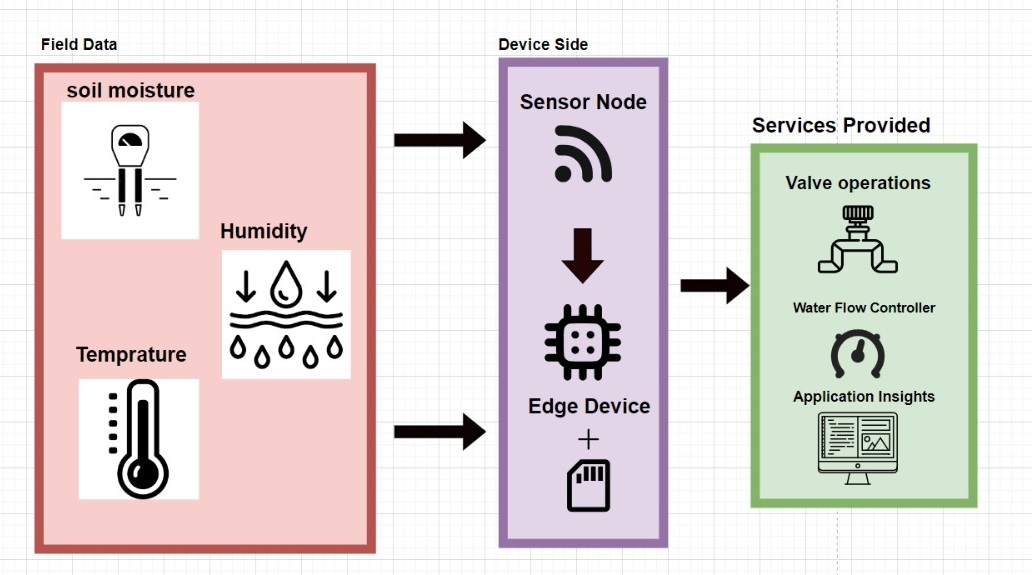 Field Data
soil moisture
Humidity
Temprature
Device Side
Sensor Node
Edge Device
+
Services Provided
Valve operations
Water Flow Controller
Application Insights